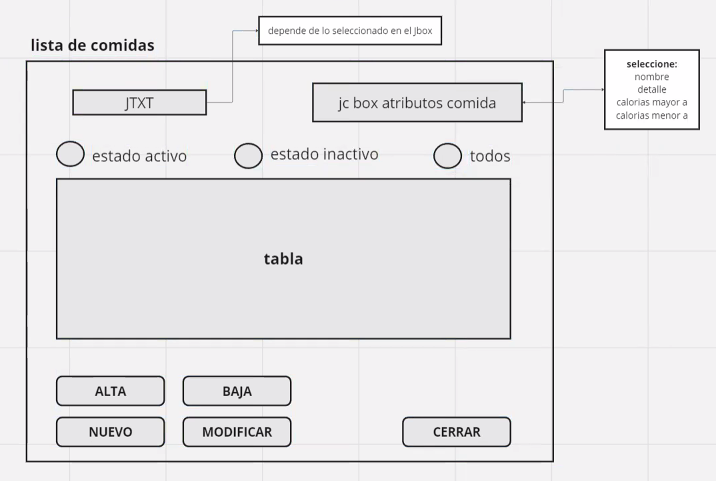 depende de lo seleccionado en el Jbox
lista de comidas
seleccione:
nombre
detalle
calorias mayor a
calorias menor a
JTXT
jc box atributos comida
estado activo
estado inactivo
todos
tabla
ALTA
BAJA
NUEVO
MODIFICAR
CERRAR